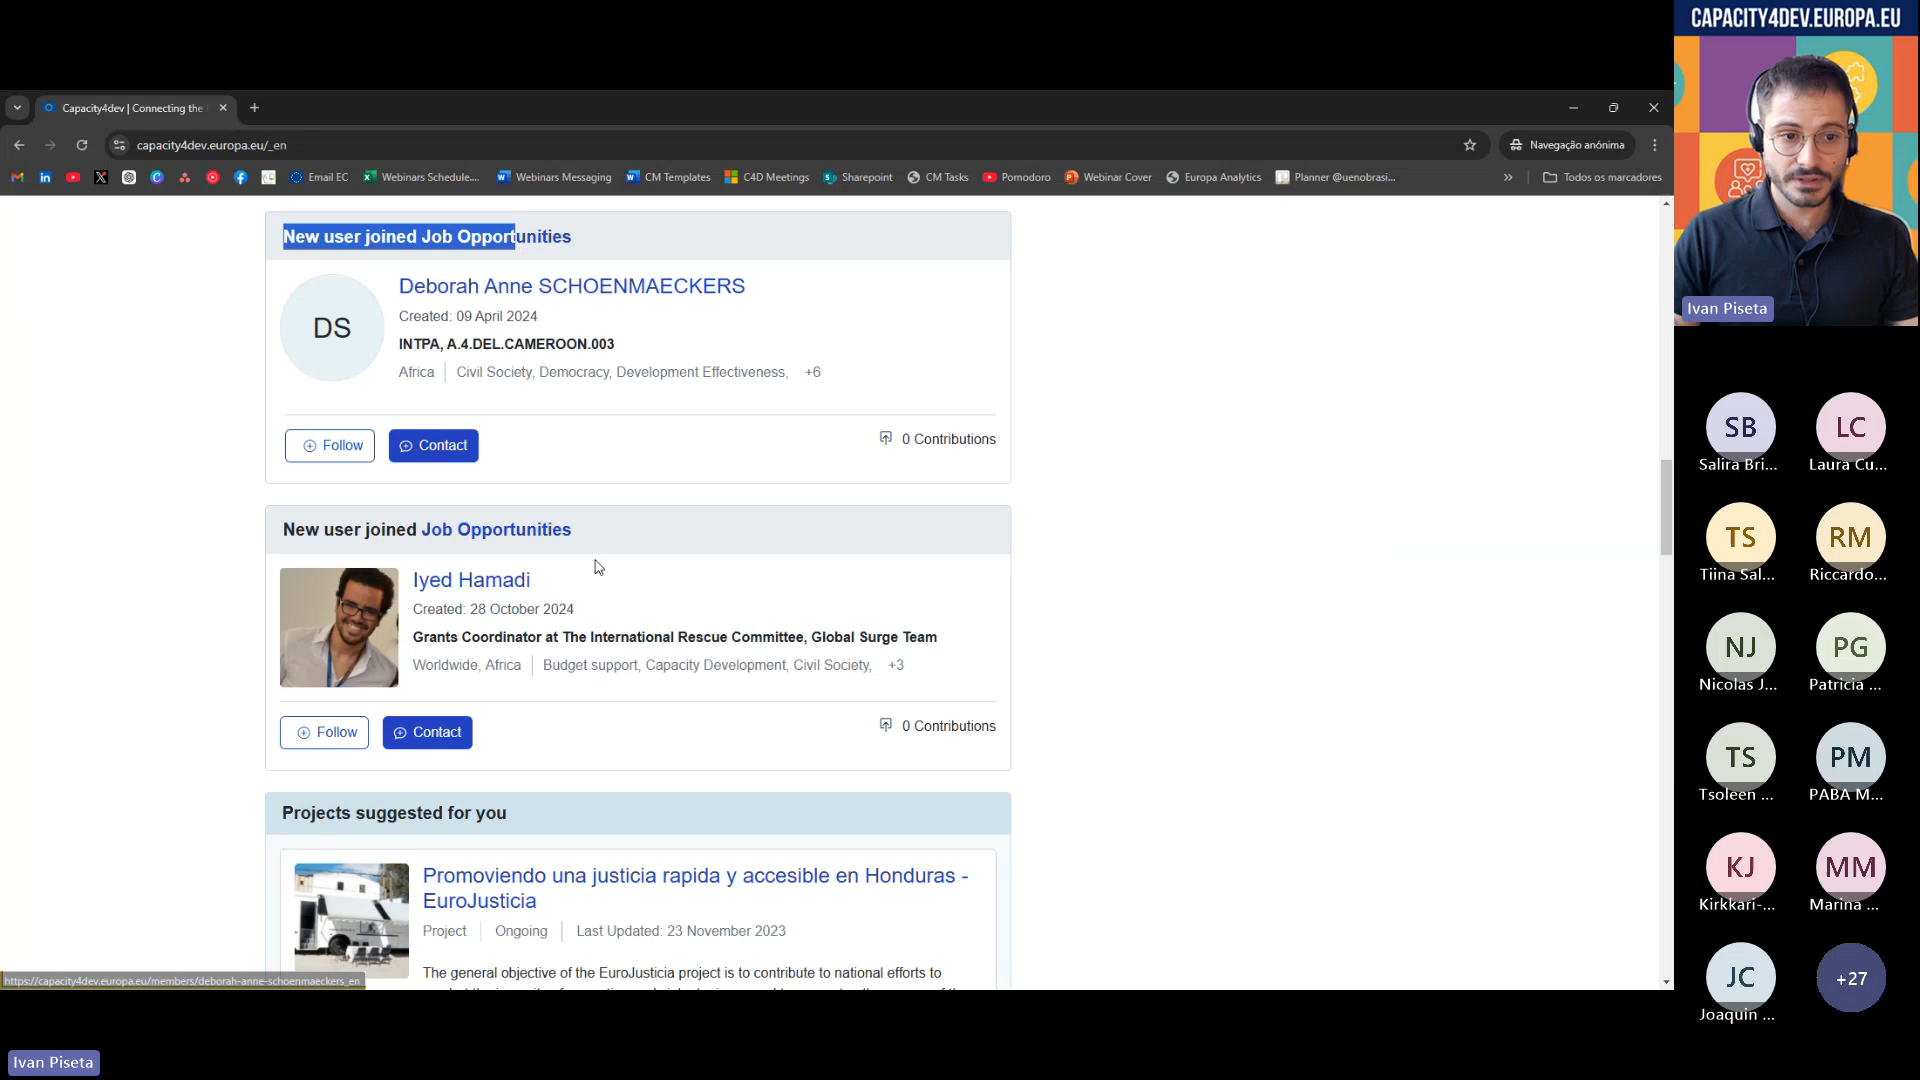 CAPACITY4DEV.EUROPA.EU
Capacity4dev | Connecting the
capacity4dev.europa.eu/_en
Navegação anónima
Email EC
Webinars Schedule....
Webinars Messaging
CM Templates
C4D Meetings
Sharepoint
CM Tasks
Pomodoro
Webinar Cover
Europa Analytics
Planner @uenobrasi...
Todos os marcadores
New user joined Job Opportunities
DS
Deborah Anne SCHOENMAECKERS
Created: 09 April 2024
INTPA, A.4.DEL.CAMEROON.003
Africa
Civil Society, Democracy, Development Effectiveness, +6
Follow
Contact
0 Contributions
New user joined Job Opportunities
Iyed Hamadi
Created: 28 October 2024
Grants Coordinator at The International Rescue Committee, Global Surge Team
Worldwide, Africa
Budget support, Capacity Development, Civil Society, +3
Follow
Contact
0 Contributions
Projects suggested for you
Promoviendo una justicia rapida y accesible en Honduras -
EuroJusticia
Project
Ongoing
Last Updated: 23 November 2023
The general objective of the EuroJusticia project is to contribute to national efforts to
https://capacity4dev.europa.eu/members/deborah-anne-schoenmaeckers_en
Ivan Piseta
Ivan Piseta
SB
Salira Bri...
LC
Laura Cu...
TS
Tiina Sal...
RM
Riccardo...
NJ
Nicolas J...
PG
Patricia ...
TS
Tsoleen ...
PM
PABA M...
KJ
Kirkkari-...
MM
Marina ...
JC
Joaquin ...
+27